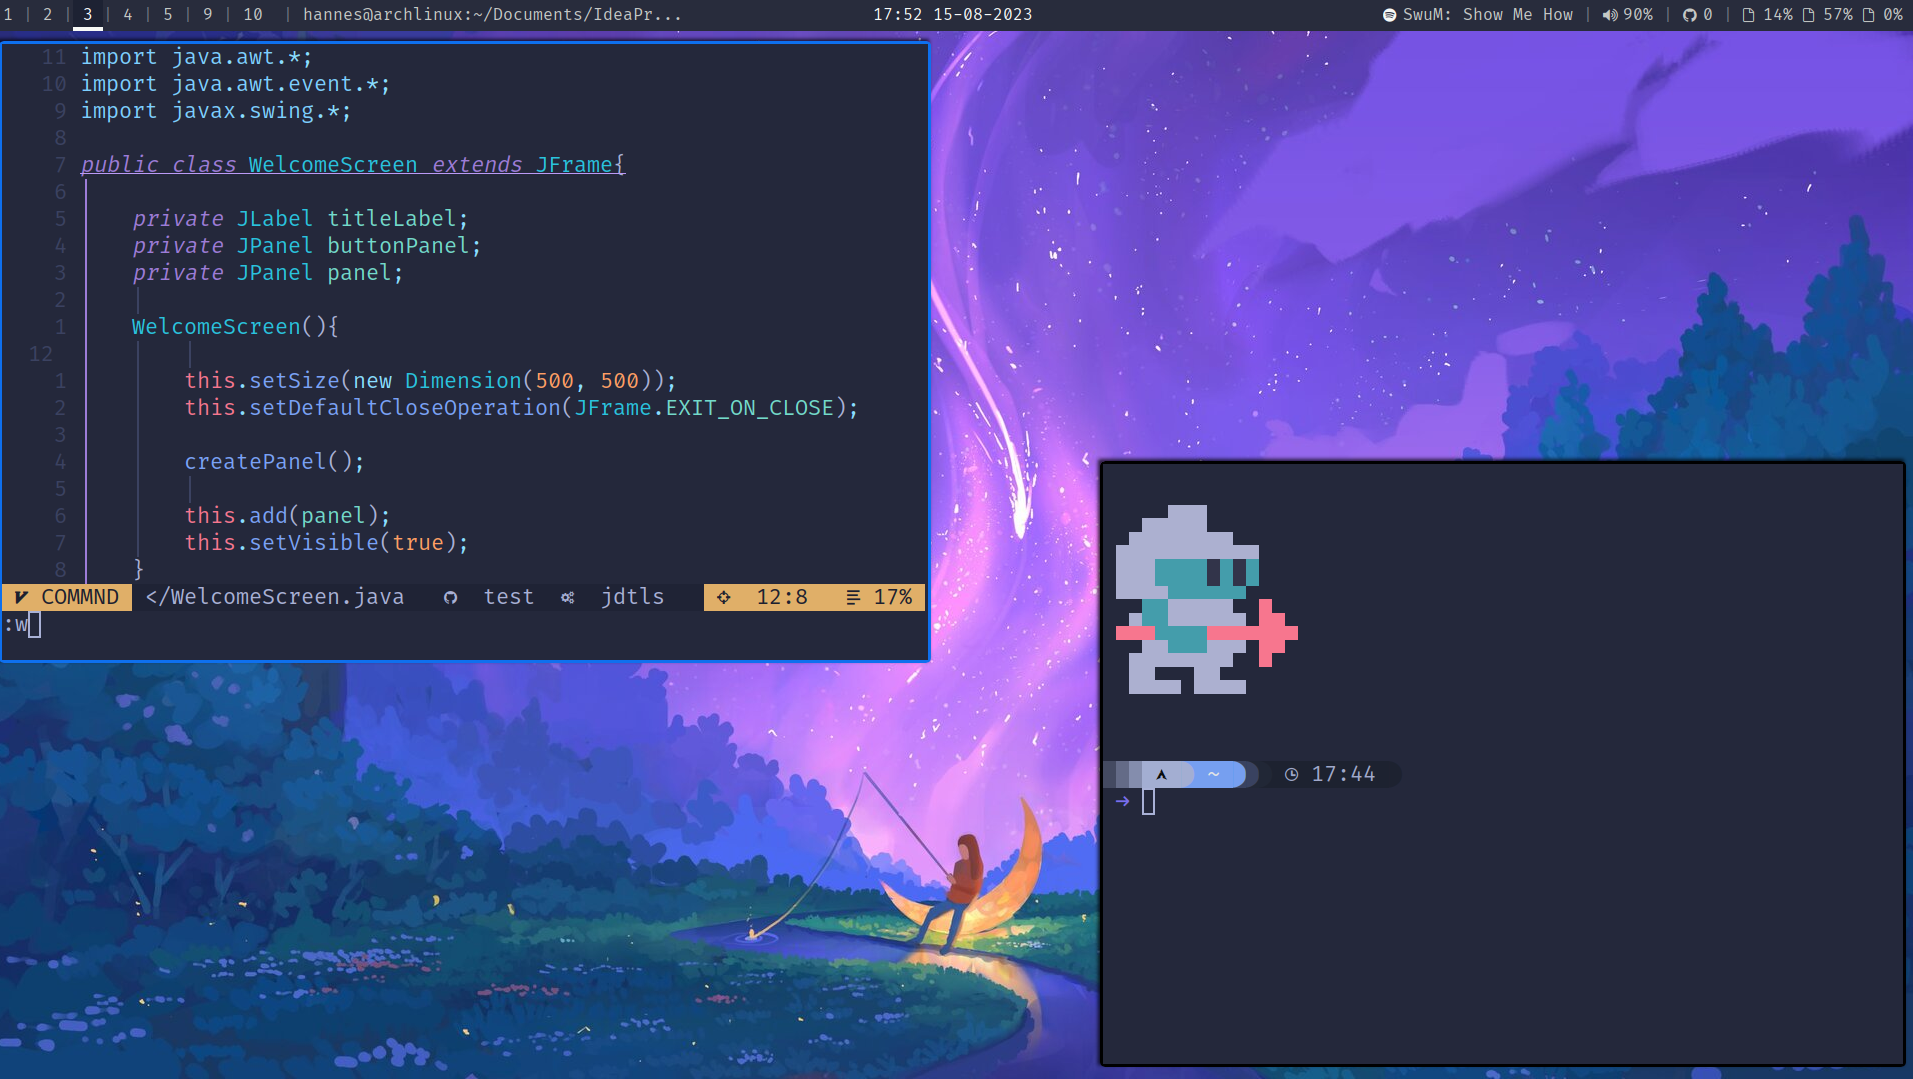 1 | 2 | 3 | 4 | 5 | 9 | 10 | hannes@archlinux:~/Documents/IdeaPr...
17:52 15-08-2023
SwuM: Show Me How | 90% | 0 | 14% 57% 0%
11 import java.awt.*;
10 import java.awt.event.*;
9 import javax.swing.*;
8
7 public class WelcomeScreen extends JFrame{
6
5 private JLabel titleLabel;
4 private JPanel buttonPanel;
3 private JPanel panel;
2
1 WelcomeScreen(){
12
1 this.setSize(new Dimension(500, 500));
2 this.setDefaultCloseOperation(JFrame.EXIT_ON_CLOSE);
3
4 createPanel();
5
6 this.add(panel);
7 this.setVisible(true);
8 }
COMMND </WelcomeScreen.java test jdtls 12:8 17%
:w
~ 17:44
→